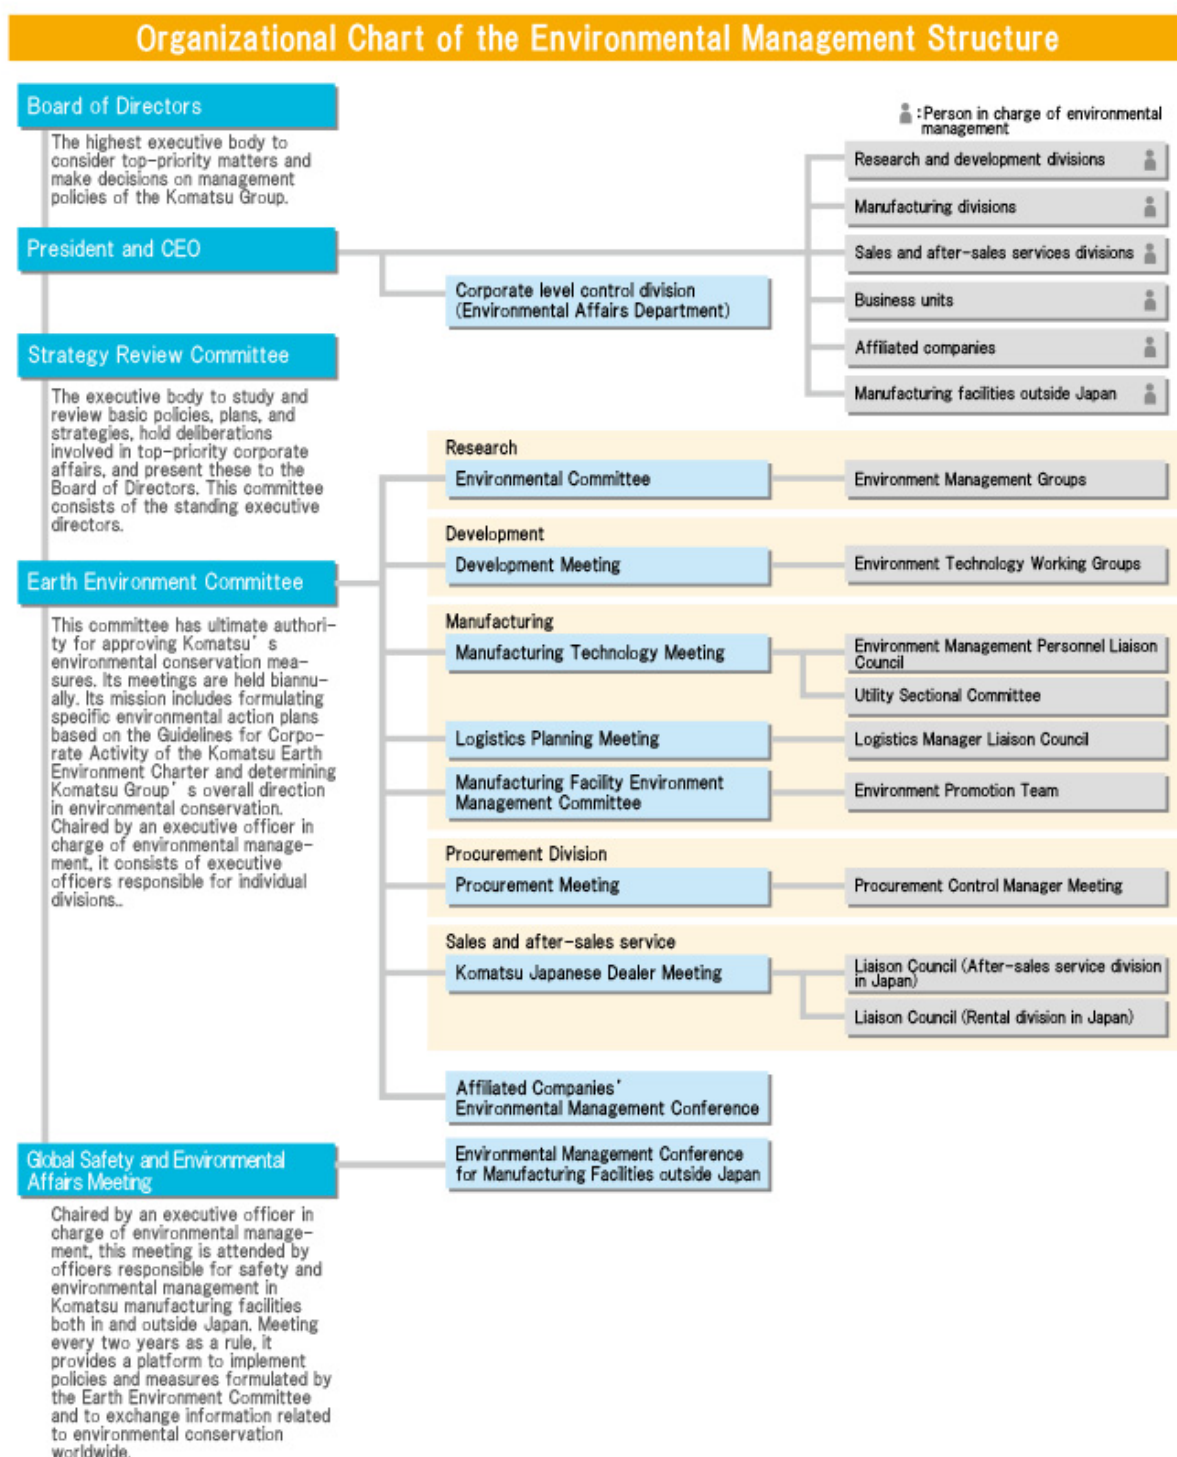 Organizational Chart of the Environmental Management Structure
Board of Directors
The highest executive body to
consider top-priority matters and
make decisions on management
policies of the Komatsu Group.
President and CEO
Corporate level control division
(Environmental Affairs Department)
:Person in charge of environmental
management
Research and development divisions
Manufacturing divisions
Sales and after-sales services divisions
Business units
Affiliated companies
Manufacturing facilities outside Japan
Strategy Review Committee
The executive body to study and
review basic policies, plans, and
strategies, hold deliberations
involved in top-priority corporate
affairs, and present these to the
Board of Directors. This committee
consists of the standing executive
directors.
Earth Environment Committee
This committee has ultimate authori-
ty for approving Komatsu's
environmental conservation mea-
sures. Its meetings are held biannu-
ally. Its mission includes formulating
specific environmental action plans
based on the Guidelines for Corpo-
rate Activity of the Komatsu Earth
Environment Charter and determining
Komatsu Group's overall direction
in environmental conservation.
Chaired by an executive officer in
charge of environmental manage-
ment, it consists of executive
officers responsible for individual
divisions..
Research
Environmental Committee
Environment Management Groups
Development
Development Meeting
Environment Technology Working Groups
Manufacturing
Manufacturing Technology Meeting
Environment Management Personnel Liaison
Council
Utility Sectional Committee
Logistics Planning Meeting
Logistics Manager Liaison Council
Manufacturing Facility Environment
Management Committee
Environment Promotion Team
Procurement Division
Procurement Meeting
Procurement Control Manager Meeting
Sales and after-sales service
Komatsu Japanese Dealer Meeting
Liaison Council (After-sales service division
in Japan)
Liaison Council (Rental division in Japan)
Affiliated Companies'
Environmental Management Conference
Global Safety and Environmental
Affairs Meeting
Environmental Management Conference
for Manufacturing Facilities outside Japan
Chaired by an executive officer in
charge of environmental manage-
ment, this meeting is attended by
officers responsible for safety and
environmental management in
Komatsu manufacturing facilities
both in and outside Japan. Meeting
every two years as a rule, it
provides a platform to implement
policies and measures formulated by
the Earth Environment Committee
and to exchange information related
to environmental conservation
worldwide.